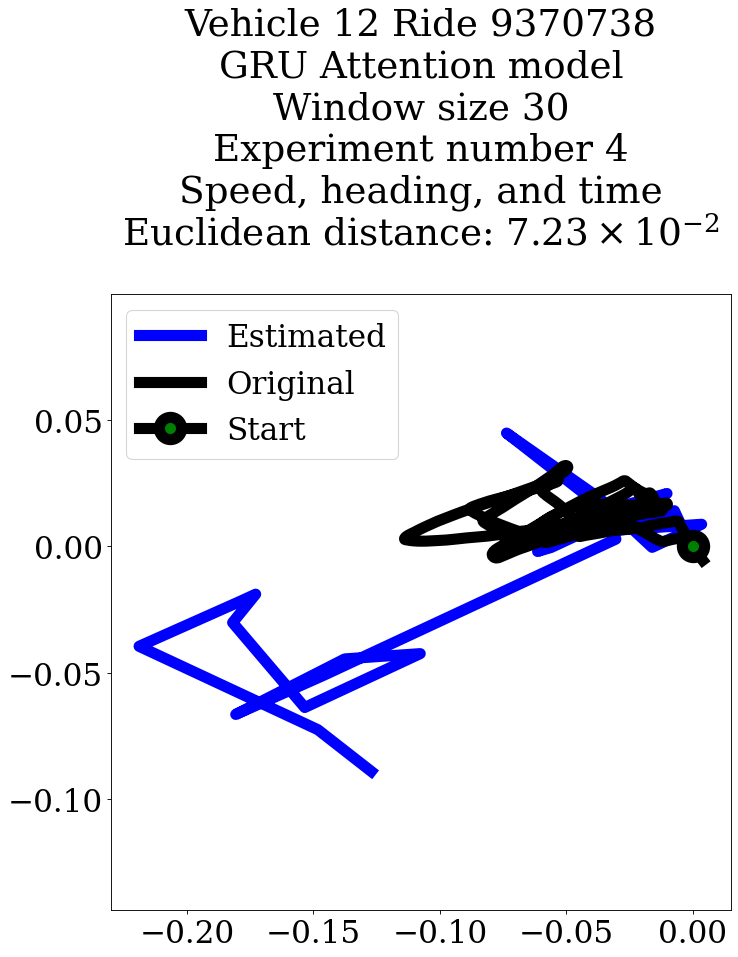 Vehicle 12 Ride 9370738
GRU Attention model
Window size 30
Experiment number 4
Speed, heading, and time
Euclidean distance: 7.23 × 10⁻²
Estimated
Original
Start
0.05
0.00
−0.05
−0.10
−0.20 −0.15 −0.10 −0.05 0.00